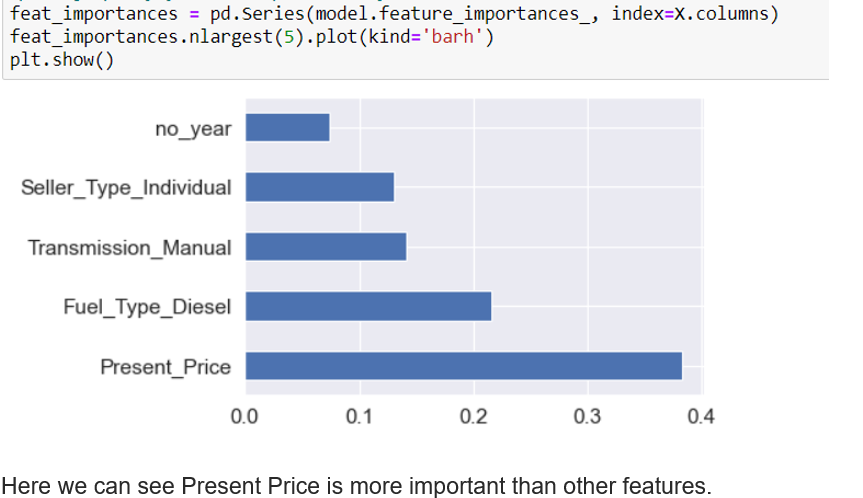 feat_importances = pd.Series(model.feature_importances_, index=X.columns)
feat_importances.nlargest(5).plot(kind='barh')
plt.show()
no_year
Seller_Type_Individual
Transmission_Manual
Fuel_Type_Diesel
Present_Price
0.0 0.1 0.2 0.3 0.4
Here we can see Present Price is more important than other features.